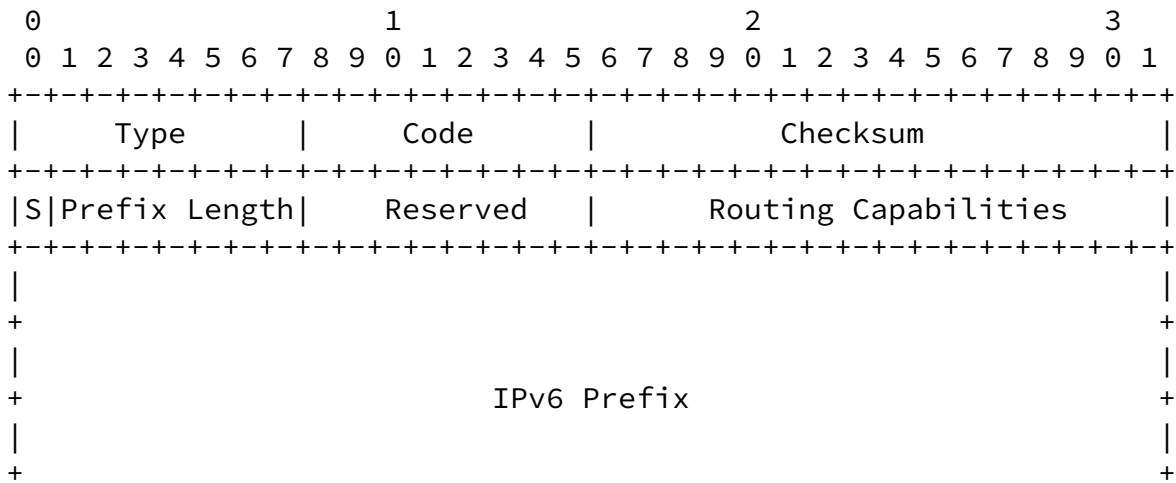 0                   1                   2                   3
 0 1 2 3 4 5 6 7 8 9 0 1 2 3 4 5 6 7 8 9 0 1 2 3 4 5 6 7 8 9 0 1
+-+-+-+-+-+-+-+-+-+-+-+-+-+-+-+-+-+-+-+-+-+-+-+-+-+-+-+-+-+-+-+-+
|     Type      |     Code      |          Checksum             |
+-+-+-+-+-+-+-+-+-+-+-+-+-+-+-+-+-+-+-+-+-+-+-+-+-+-+-+-+-+-+-+-+
|S|Prefix Length|    Reserved   |      Routing Capabilities     |
+-+-+-+-+-+-+-+-+-+-+-+-+-+-+-+-+-+-+-+-+-+-+-+-+-+-+-+-+-+-+-+-+
|                                                               |
+                                                               +
|                                                               |
+                          IPv6 Prefix                          +
|                                                               |
+                                                               +